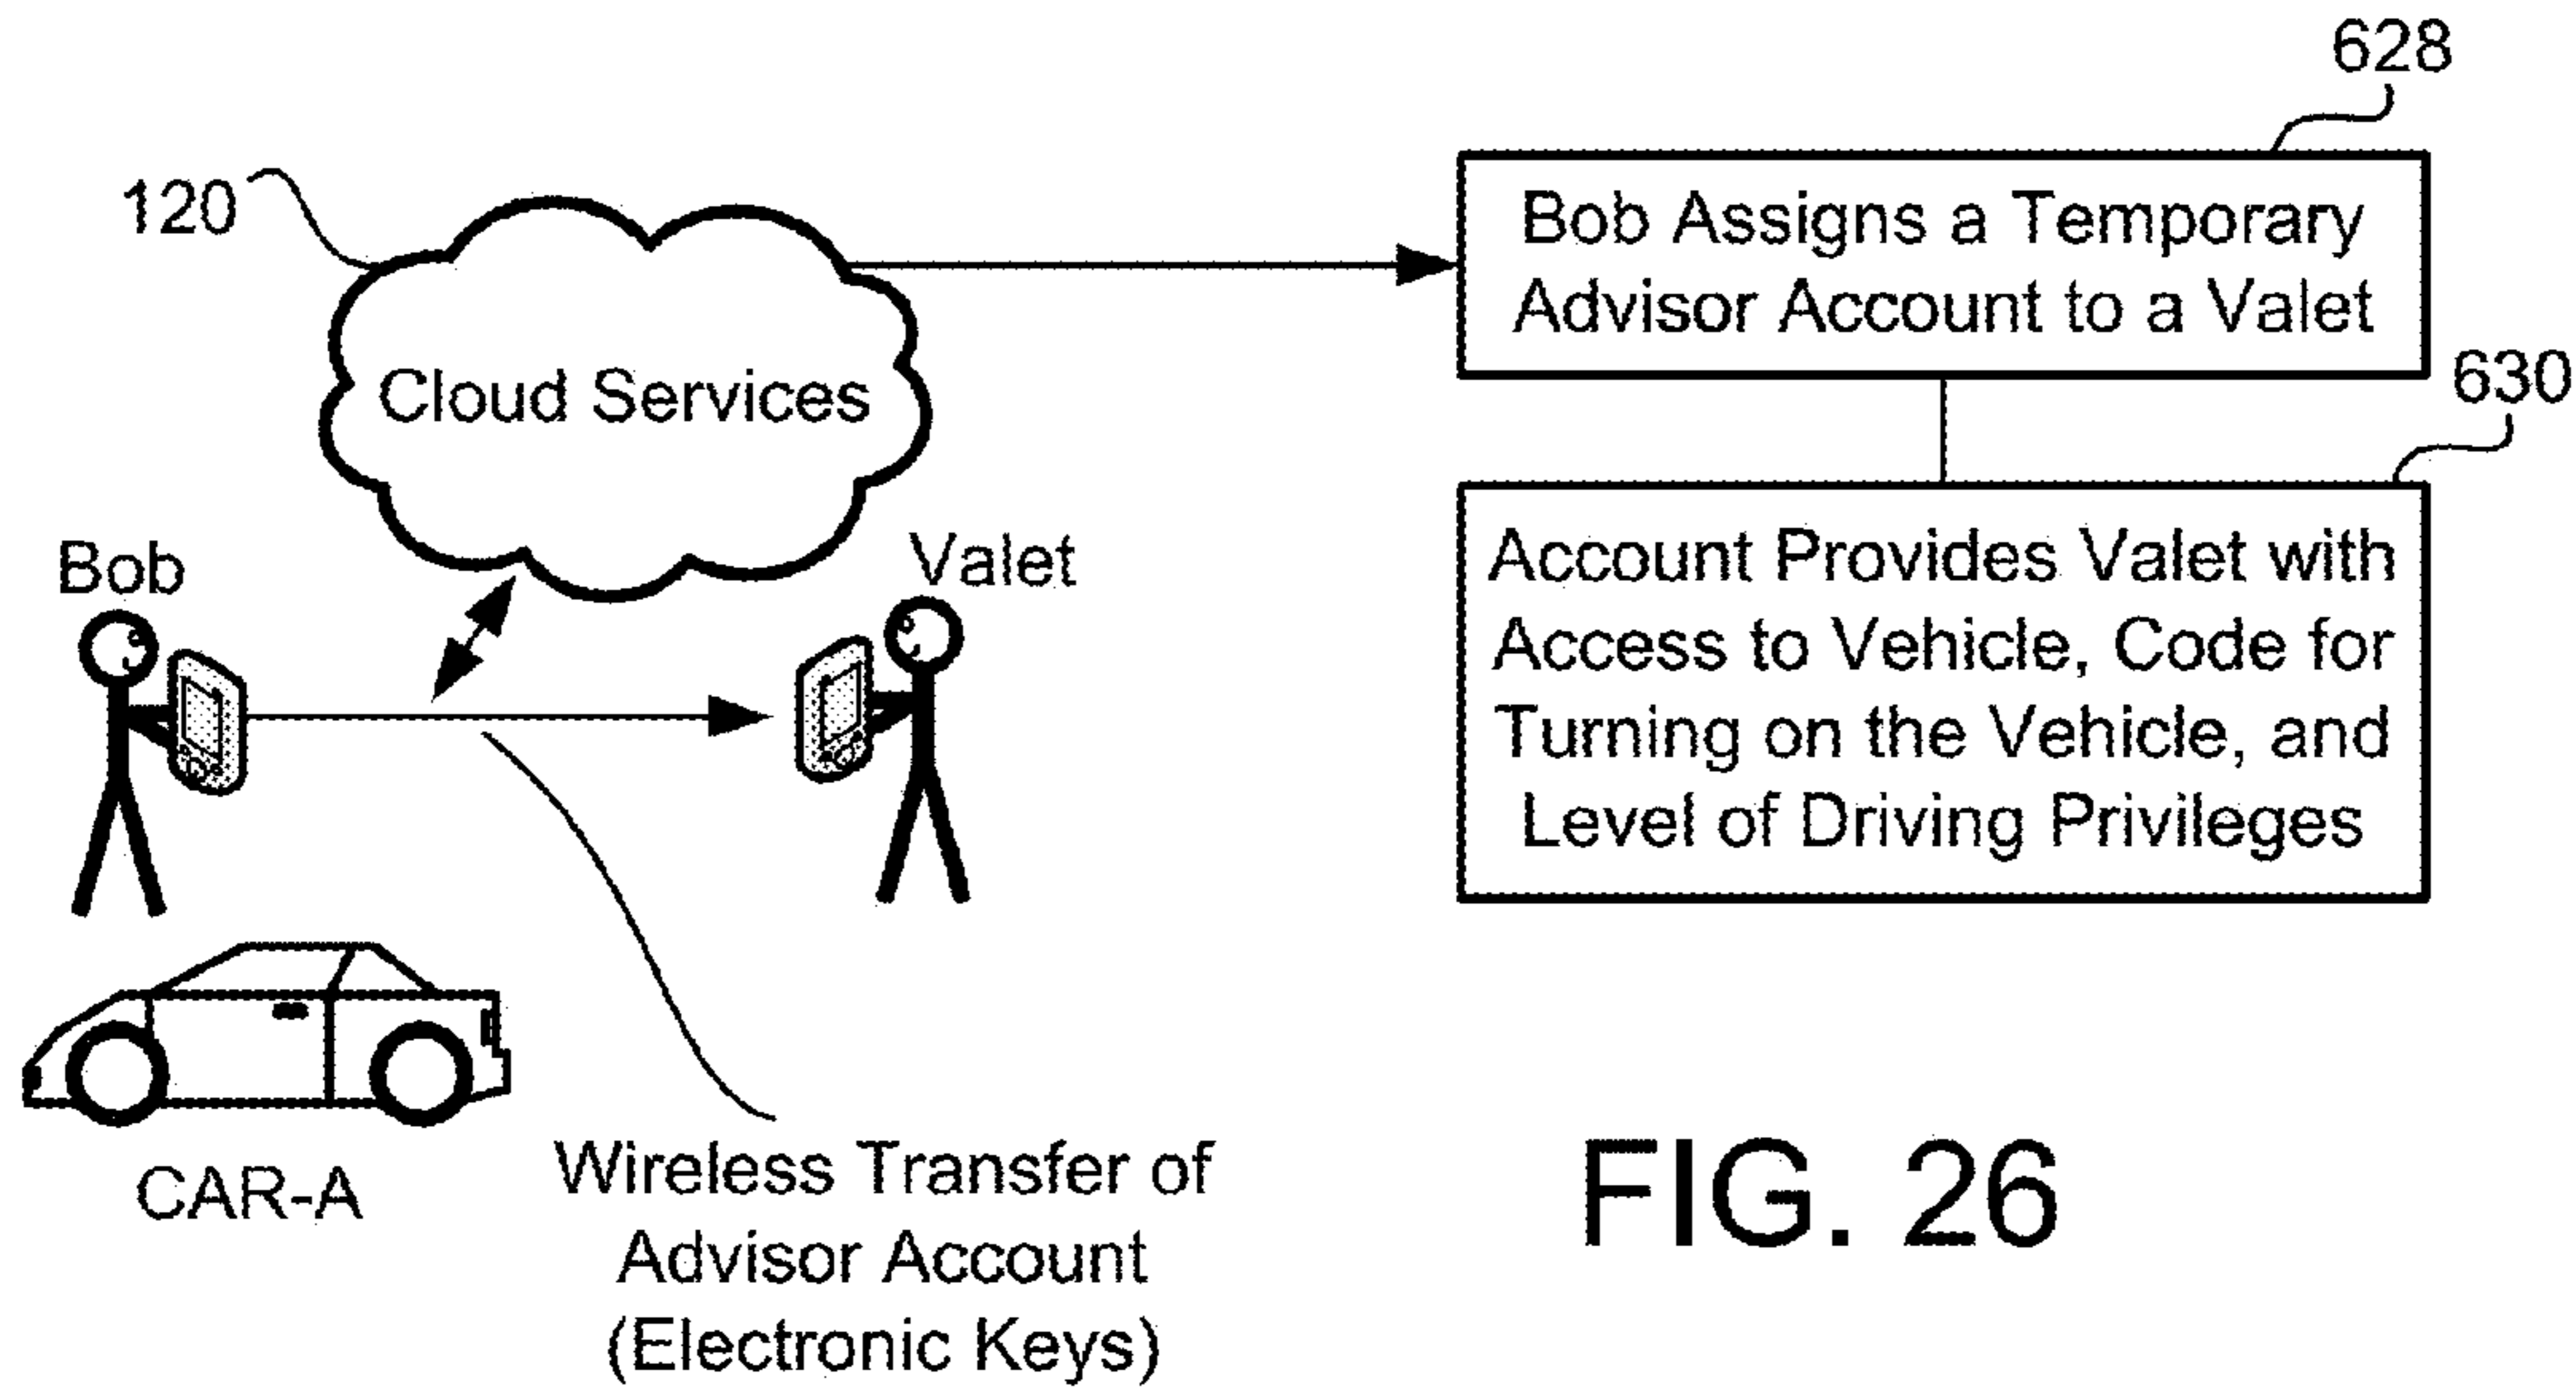 628
120
Bob Assigns a Temporary
Advisor Account to a Valet
Cloud Services
630
Bob
Valet
Account Provides Valet with
Access to Vehicle, Code for
Turning on the Vehicle, and
Level of Driving Privileges
CAR-A
Wireless Transfer of
Advisor Account
(Electronic Keys)
FIG. 26